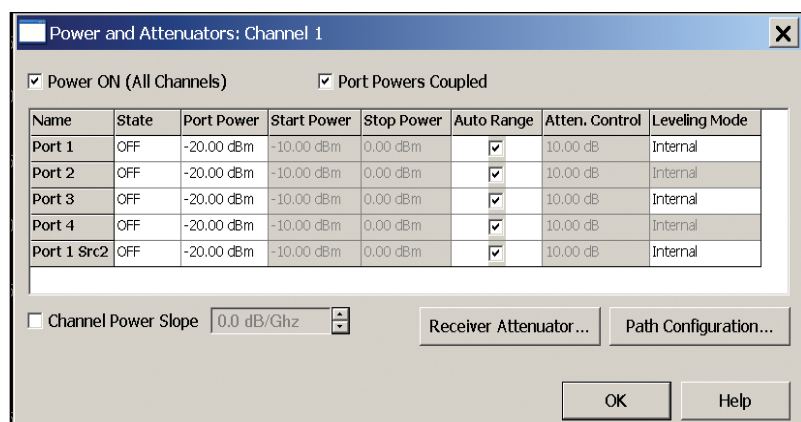 Power and Attenuators: Channel 1
Power ON (All Channels) Port Powers Coupled
Name State Port Power Start Power Stop Power Auto Range Atten. Control Leveling Mode
Port 1 OFF -20.00 dBm -10.00 dBm 0.00 dBm 10.00 dB Internal
Port 2 OFF -20.00 dBm -10.00 dBm 0.00 dBm 10.00 dB Internal
Port 3 OFF -20.00 dBm -10.00 dBm 0.00 dBm 10.00 dB Internal
Port 4 OFF -20.00 dBm -10.00 dBm 0.00 dBm 10.00 dB Internal
Port 1 Src2 OFF -20.00 dBm -10.00 dBm 0.00 dBm 10.00 dB Internal
Channel Power Slope 0.0 dB/Ghz Receiver Attenuator... Path Configuration...
OK Help